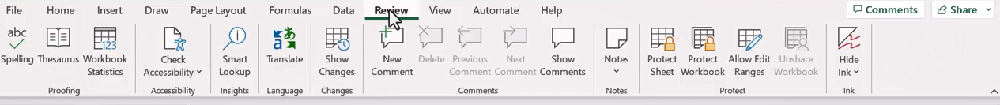 File Home Insert Draw Page Layout Formulas Data Review View Automate Help Comments Share
abc
123
Spelling Thesaurus Workbook Statistics
Check Accessibility
Smart Lookup
Translate
Show Changes
New Comment Delete Previous Comment Next Comment Show Comments
Notes
Protect Sheet Protect Workbook Allow Edit Ranges Unshare Workbook
Hide Ink
Proofing Accessibility Insights Language Changes Comments Notes Protect Ink